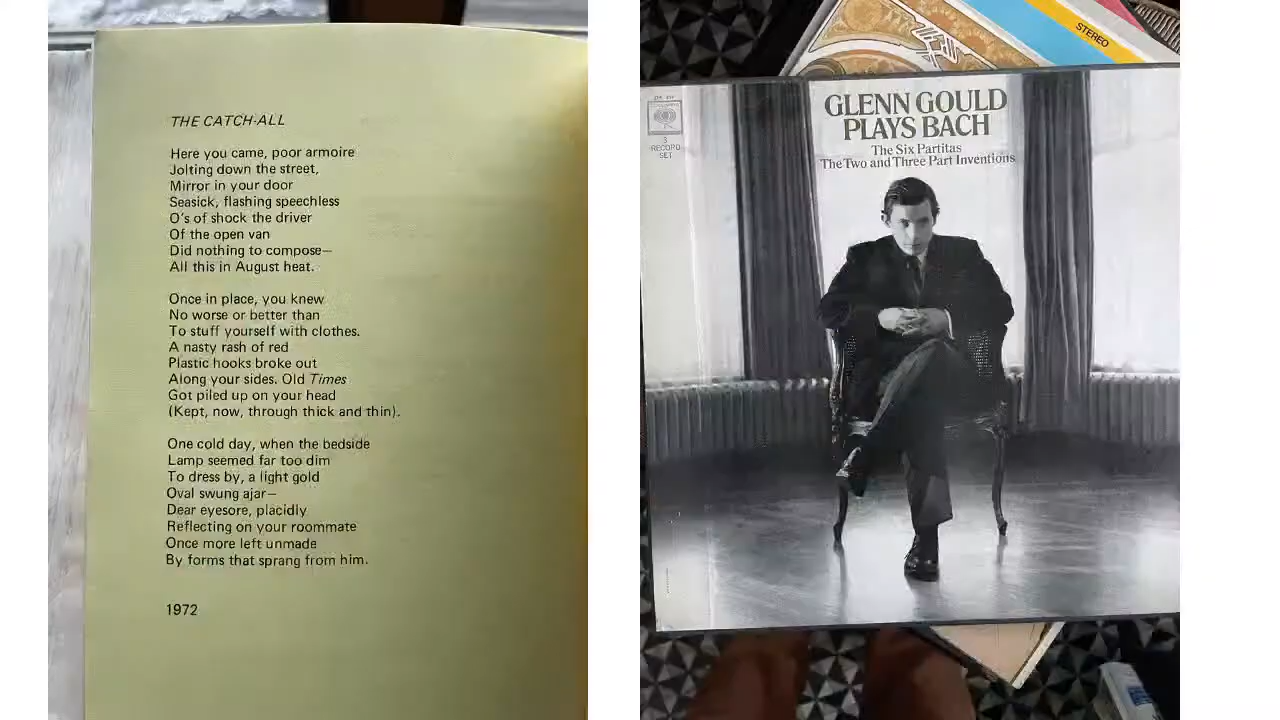 THE CATCH-ALL
Here you came, poor armoire
Jolting down the street,
Mirror in your door
Seasick, flashing speechless
O's of shock the driver
Of the open van
Did nothing to compose—
All this in August heat.
Once in place, you knew
No worse or better than
To stuff yourself with clothes.
A nasty rash of red
Plastic hooks broke out
Along your sides. Old Times
Got piled up on your head
(Kept, now, through thick and thin).
One cold day, when the bedside
Lamp seemed far too dim
To dress by, a light gold
Oval swung ajar—
Dear eyesore, placidly
Reflecting on your roommate
Once more left unmade
By forms that sprang from him.
1972
STEREO
GLENN GOULD
PLAYS BACH
The Six Partitas
The Two and Three Part Inventions
3
RECORD
SET